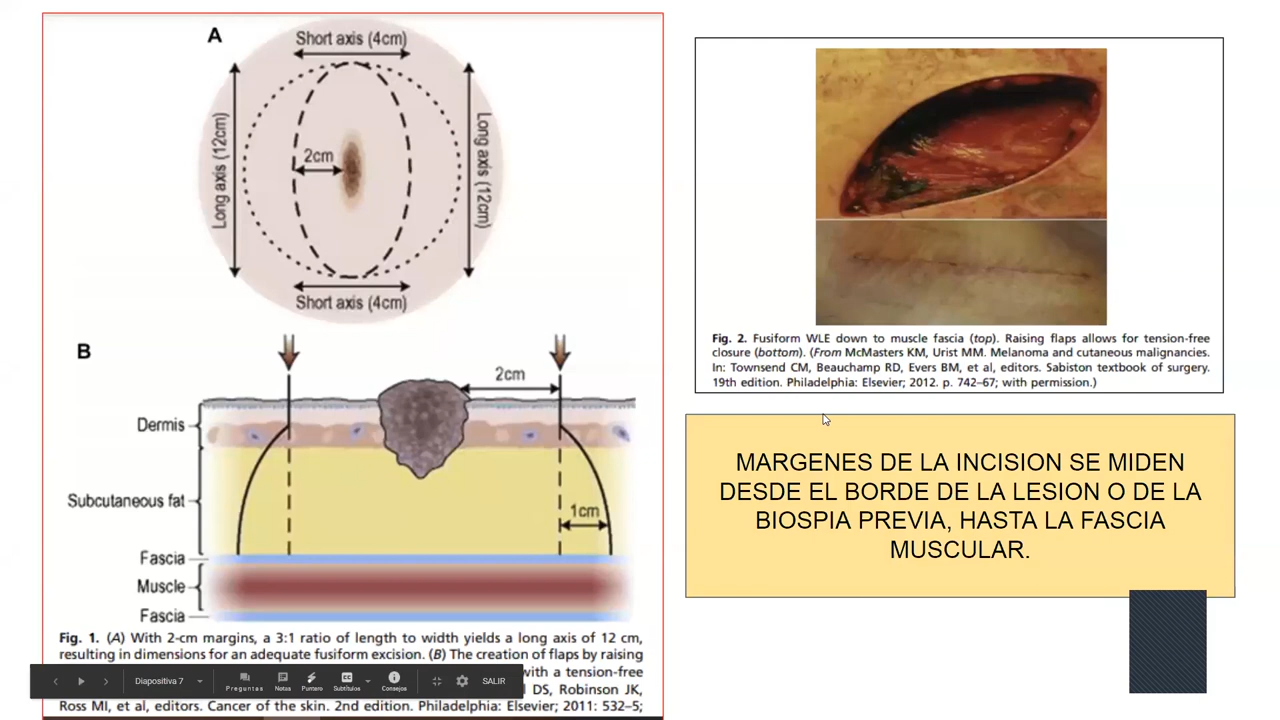 A
Short axis (4cm)
Long axis (12cm)
2cm
Long axis (12cm)
Short axis (4cm)
B
2cm
Dermis
Subcutaneous fat
1cm
Fascia
Muscle
Fascia
Fig. 1. (A) With 2-cm margins, a 3:1 ratio of length to width yields a long axis of 12 cm,
resulting in dimensions for an adequate fusiform excision. (B) The creation of flaps by raising
with a tension-free
DS, Robinson JK,
Ross MI, et al, editors. Cancer of the skin. 2nd edition. Philadelphia: Elsevier; 2011: 532–5;
Diapositiva 7
Preguntas
Notas
Puntero
CC
Subtítulos
Consejos
SALIR
Fig. 2. Fusiform WLE down to muscle fascia (top). Raising flaps allows for tension-free
closure (bottom). (From McMasters KM, Urist MM. Melanoma and cutaneous malignancies.
In: Townsend CM, Beauchamp RD, Evers BM, et al, editors. Sabiston textbook of surgery.
19th edition. Philadelphia: Elsevier; 2012. p. 742–67; with permission.)
MARGENES DE LA INCISION SE MIDEN
DESDE EL BORDE DE LA LESION O DE LA
BIOSPIA PREVIA, HASTA LA FASCIA
MUSCULAR.